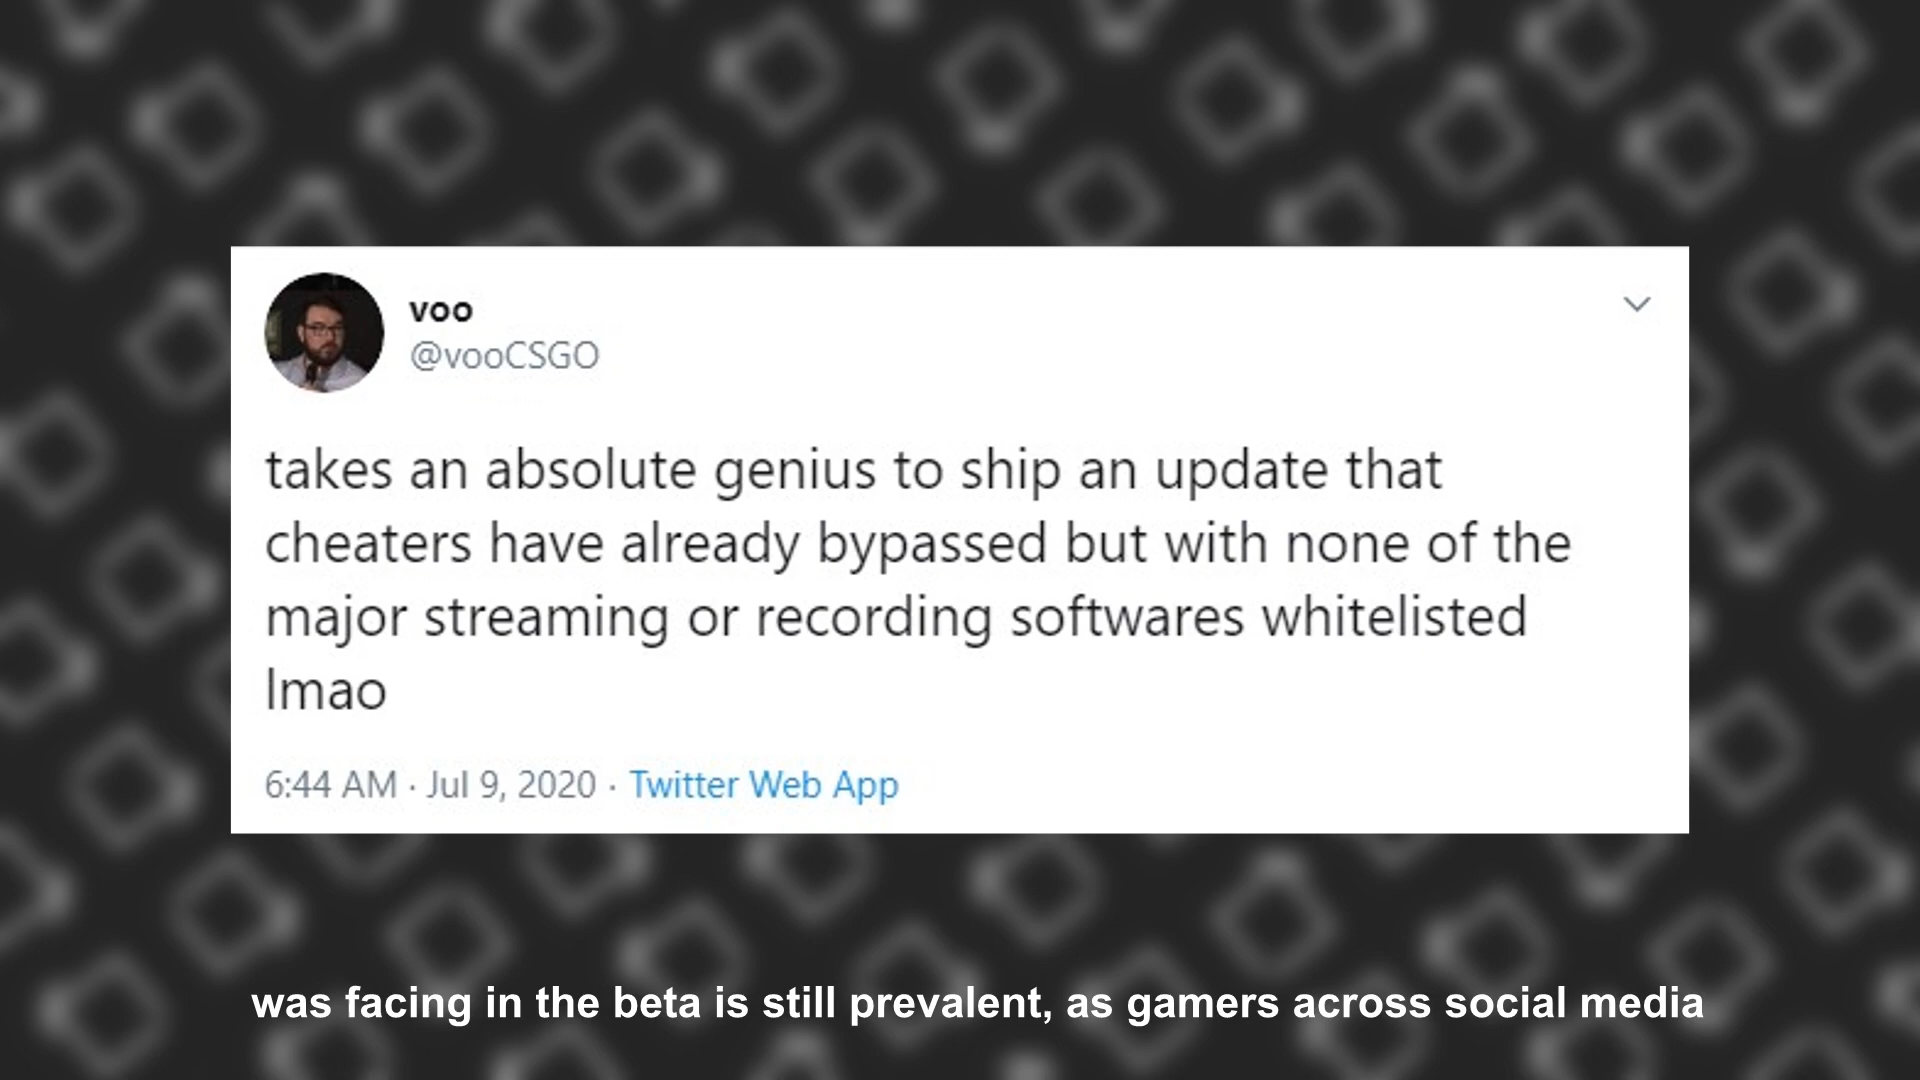 voo
@vooCSGO
takes an absolute genius to ship an update that
cheaters have already bypassed but with none of the
major streaming or recording softwares whitelisted
lmao
6:44 AM · Jul 9, 2020 · Twitter Web App
was facing in the beta is still prevalent, as gamers across social media